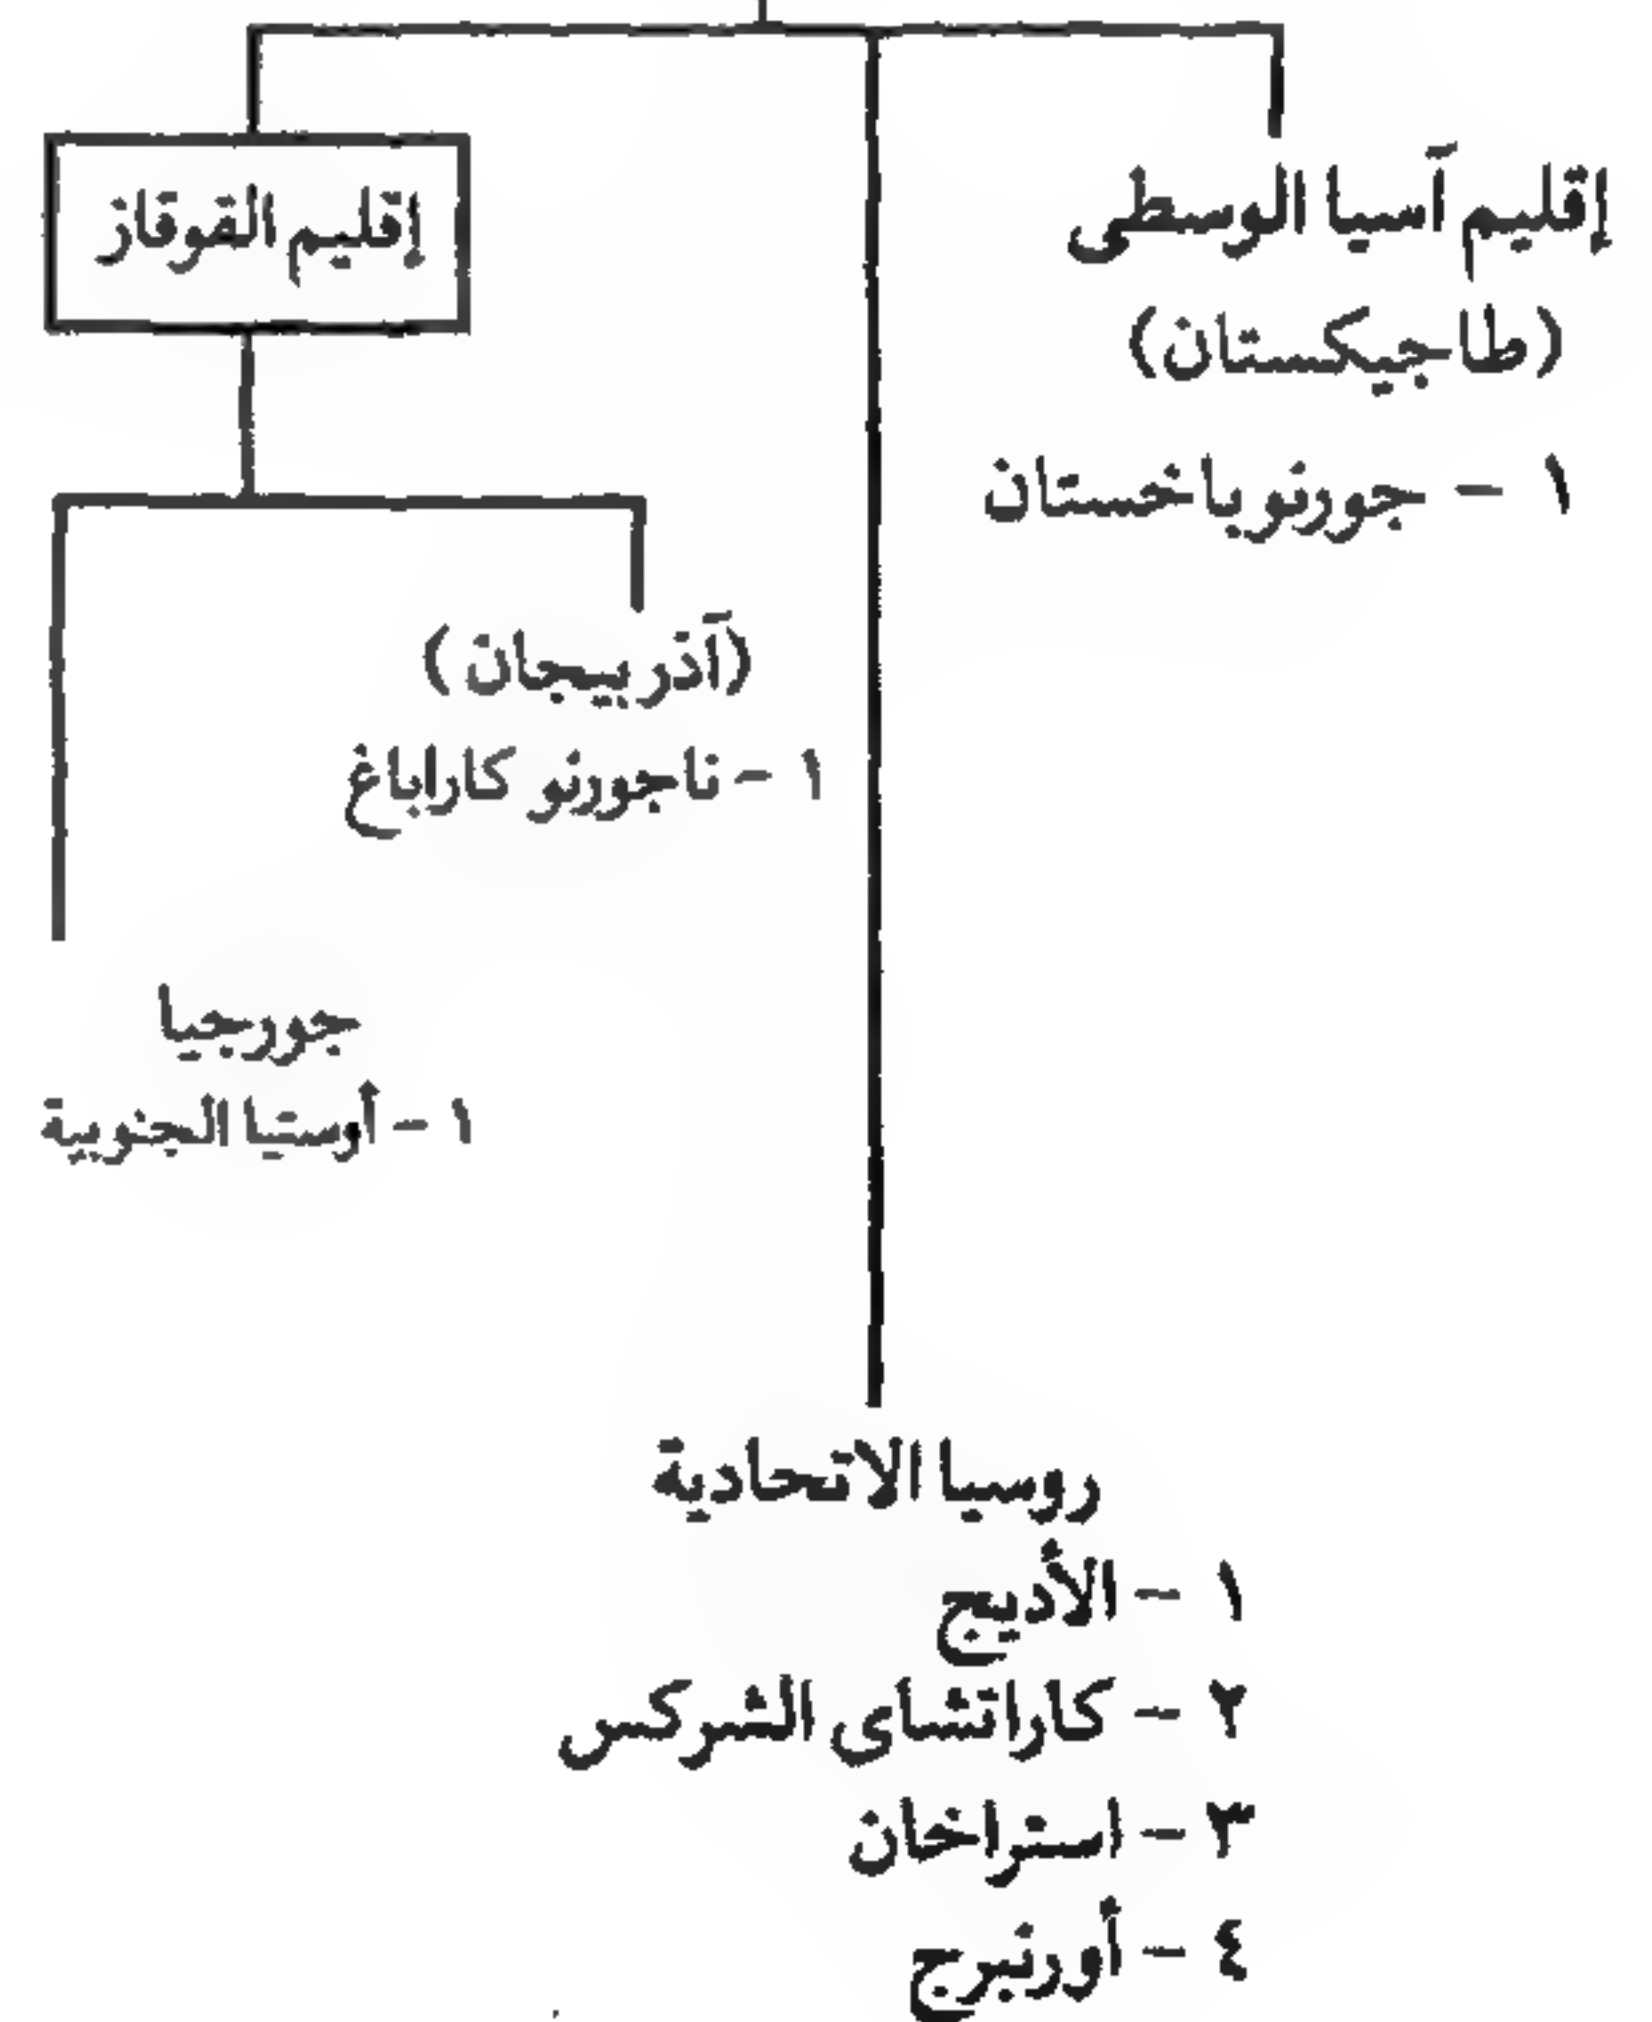 إقليم آسيا الوسطى
(طاجيكستان)
١ - جورنوباخستان
إقليم القوقاز
(آذربيجان)
١ - ناجورنو كاراباغ
جورجيا
١ - أوستيا الجنوبية
روسيا الاتحادية
١ - الأديج
٢ - كاراتشاى الشركس
٣ - استراخان
٤ - أورنبرج